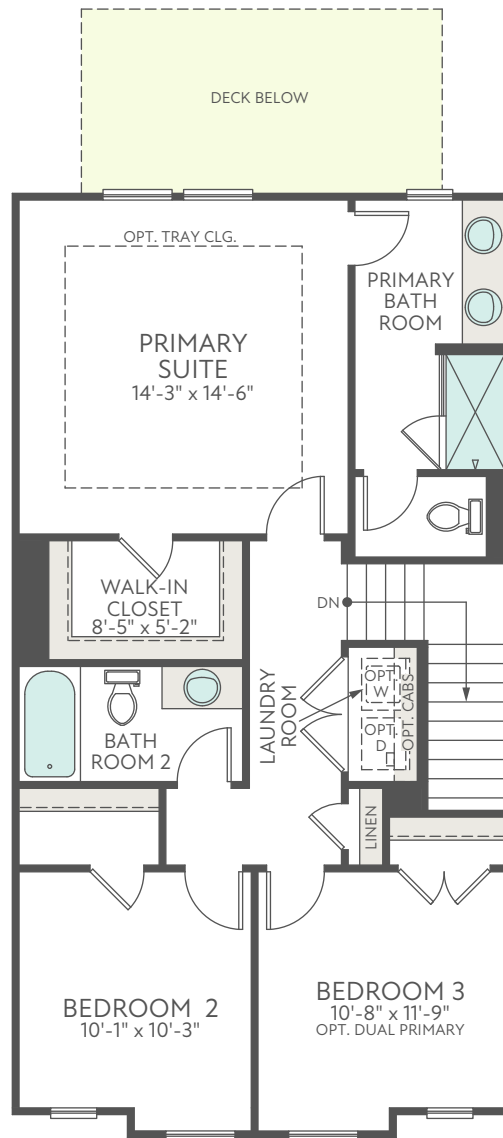 DECK BELOW
OPT. TRAY CLG.
PRIMARY
SUITE
14'-3" x 14'-6"
PRIMARY
BATH
ROOM
WALK-IN
CLOSET
8'-5" x 5'-2"
DN
LAUNDRY
ROOM
OPT.
W
OPT.
D
OPT. CABS
BATH
ROOM 2
LINEN
BEDROOM 2
10'-1" x 10'-3"
BEDROOM 3
10'-8" x 11'-9"
OPT. DUAL PRIMARY